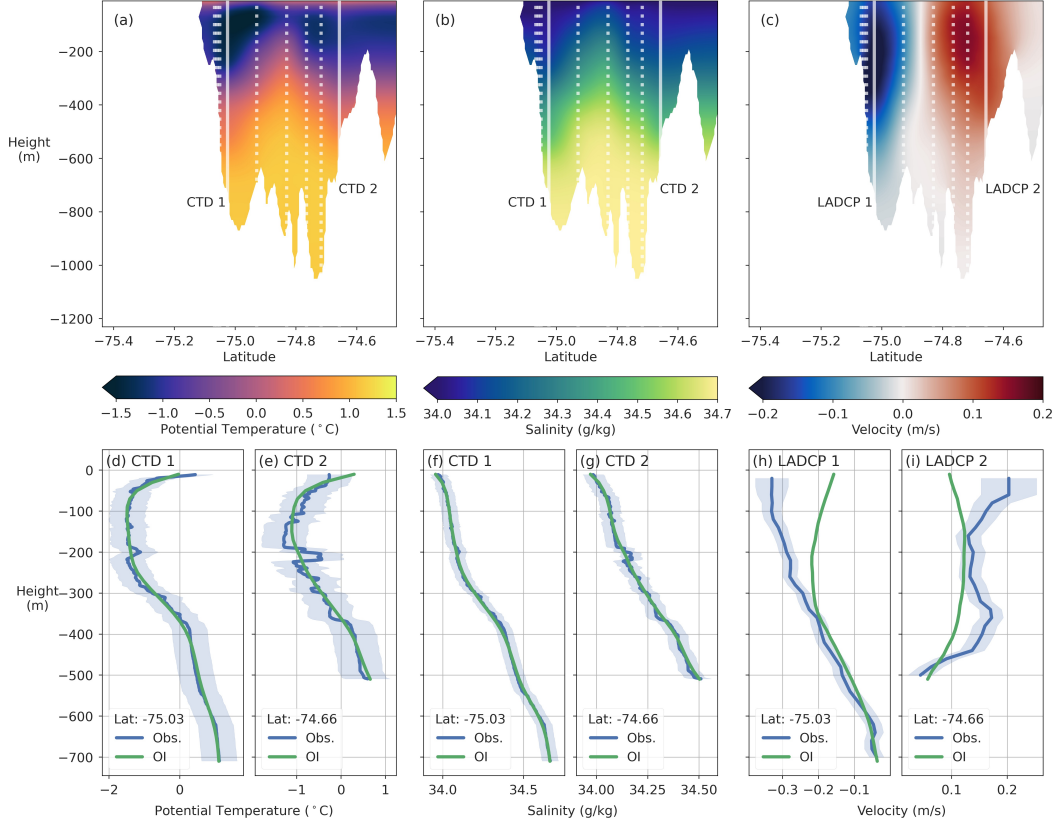 (a)
(b)
(c)
−200
−400
−600
−800
−1000
−1200
Height
(m)
CTD 1
CTD 2
CTD 1
CTD 2
LADCP 1
LADCP 2
−75.4 −75.2 −75.0 −74.8 −74.6
−75.4 −75.2 −75.0 −74.8 −74.6
−75.4 −75.2 −75.0 −74.8 −74.6
Latitude
Latitude
Latitude
−1.5 −1.0 −0.5 0.0 0.5 1.0 1.5
34.0 34.1 34.2 34.3 34.4 34.5 34.6 34.7
−0.2 −0.1 0.0 0.1 0.2
Potential Temperature (°C)
Salinity (g/kg)
Velocity (m/s)
(d) CTD 1
(e) CTD 2
(f) CTD 1
(g) CTD 2
(h) LADCP 1
(i) LADCP 2
0
−100
−200
−300
−400
−500
−600
−700
Height
(m)
Lat: -75.03
Obs.
OI
Lat: -74.66
Obs.
OI
Lat: -75.03
Obs.
OI
Lat: -74.66
Obs.
OI
Lat: -75.03
Obs.
OI
Lat: -74.66
Obs.
OI
−2 0
−1 0 1
34.0 34.5
34.00 34.25 34.50
−0.3 −0.2 −0.1
0.1 0.2
Potential Temperature (°C)
Salinity (g/kg)
Velocity (m/s)